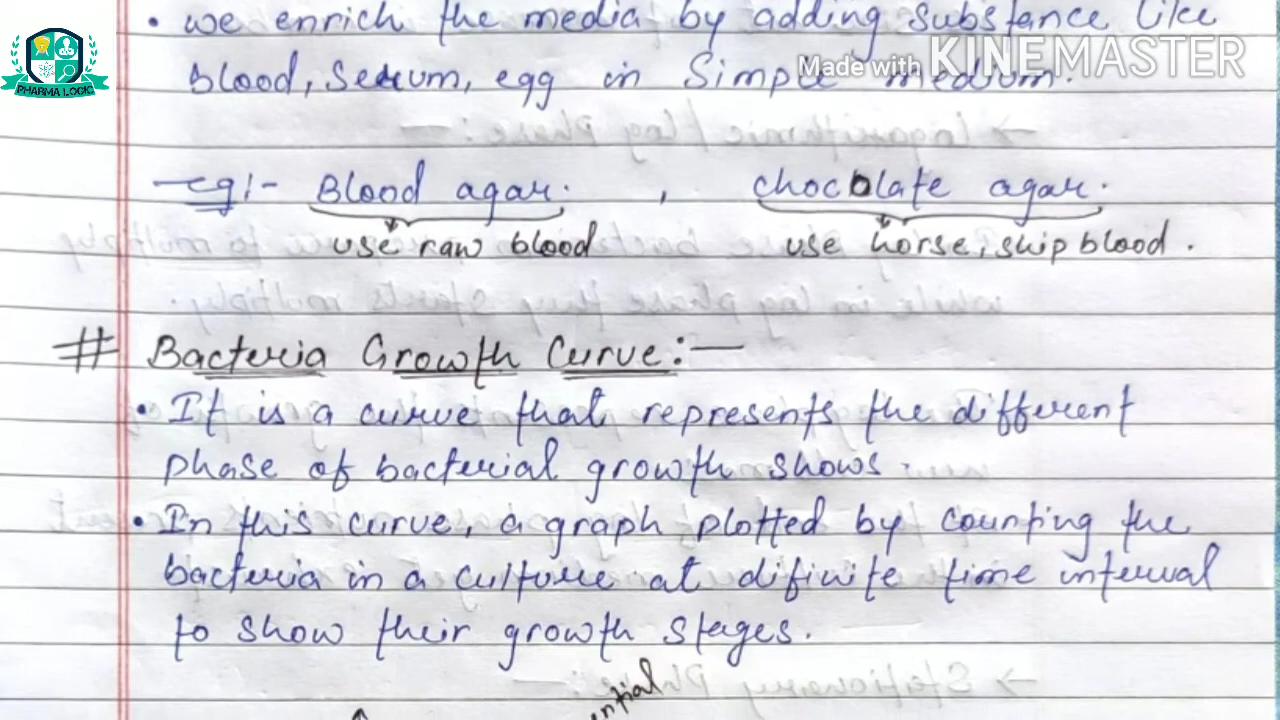 • we enrich the media by adding substance like
blood, serum, egg in Simple medium.
Made with KINEMASTER
PHARMA LOGIC
eg:- Blood agar. , chocolate agar.
use raw blood use horse, ship blood.
# Bacteria Growth Curve:—
• It is a curve that represents the different
phase of bacterial growth shows.
• In this curve, a graph plotted by counting the
bacteria in a culture at difinite time interval
to show their growth stages.